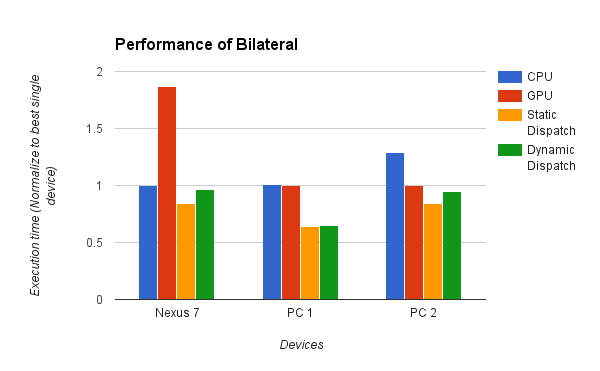 Performance of Bilateral
Execution time (Normalize to best single
device)
2
1.5
1
0.5
0
Nexus 7
PC 1
PC 2
Devices
CPU
GPU
Static
Dispatch
Dynamic
Dispatch